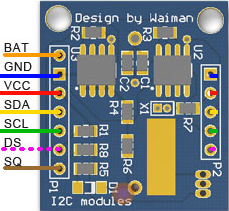 Design by Waiman
R2
R3
U3
U2
BAT
GND
VCC
SDA
SCL
DS
SQ
C2
C1
R4
X1
R7
R1
R8
R5
R6
P1
P2
I2C modules